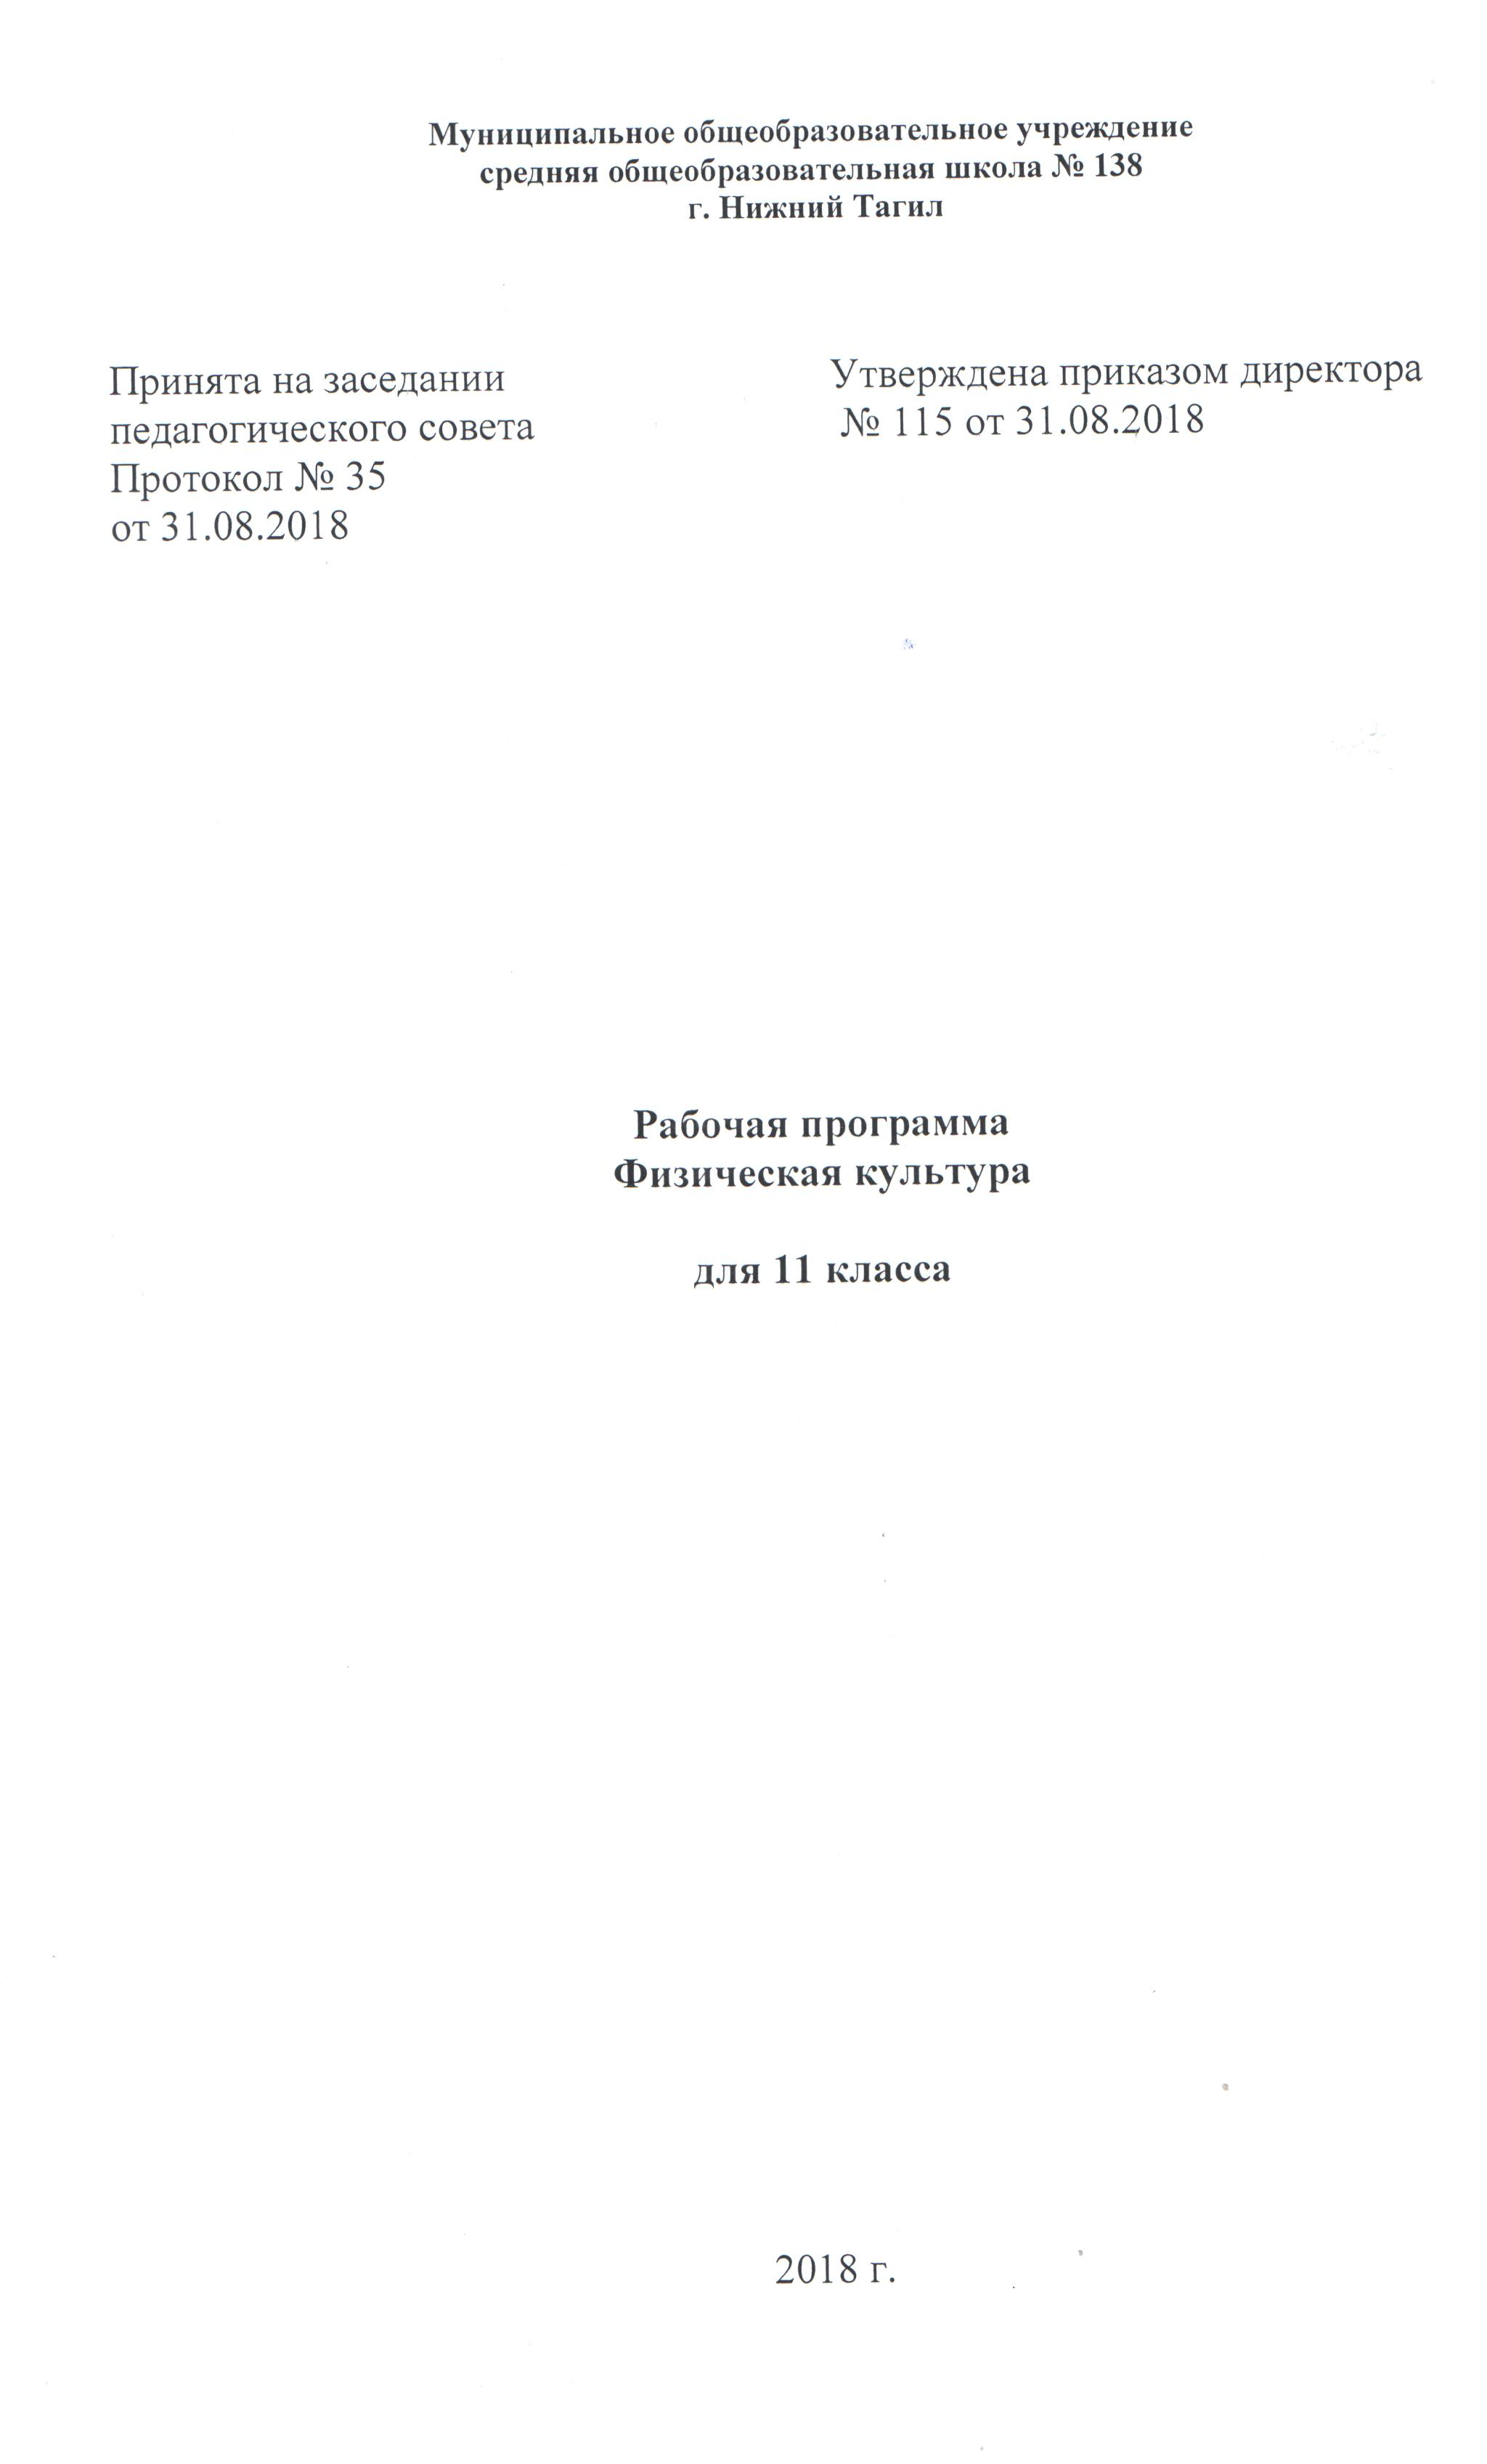 Муниципальное общеобразовательное учреждение
средняя общеобразовательная школа № 138
г. Нижний Тагил
Принята на заседании
педагогического совета
Протокол № 35
от 31.08.2018
Утверждена приказом директора
№ 115 от 31.08.2018
Рабочая программа
Физическая культура
для 11 класса
2018 г.